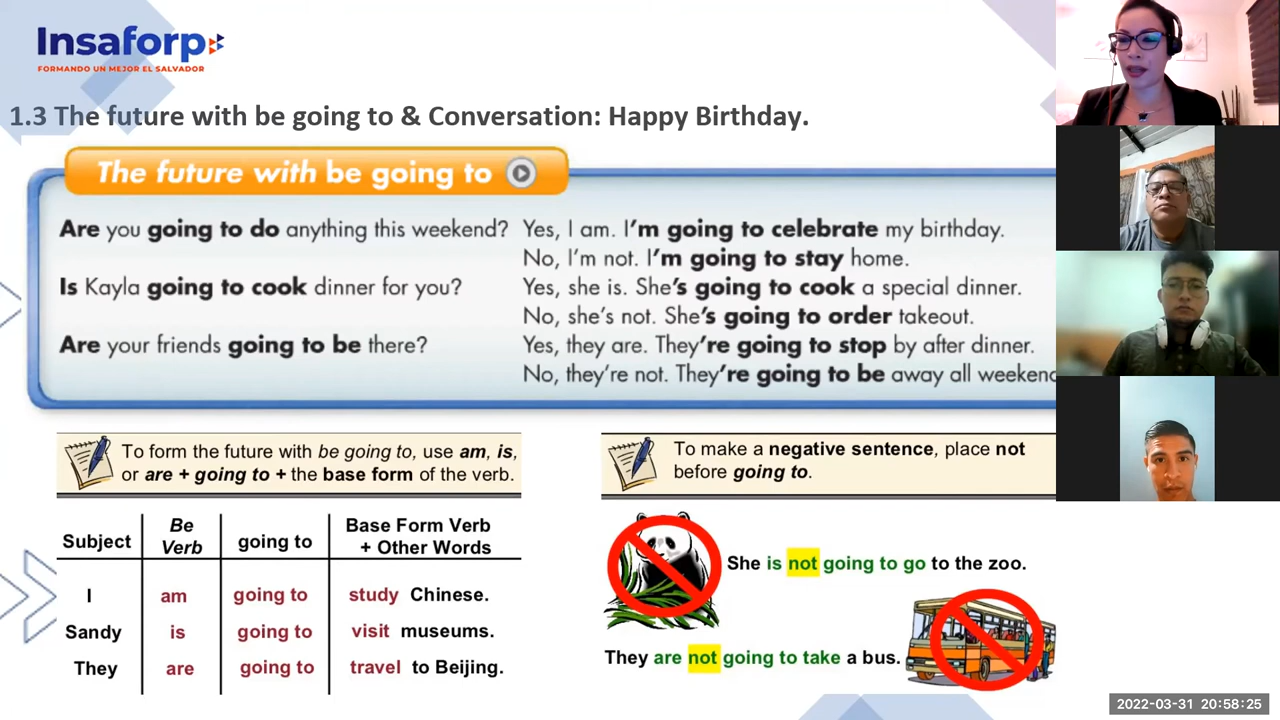 Insaforp
FORMANDO UN MEJOR EL SALVADOR
1.3 The future with be going to & Conversation: Happy Birthday.
The future with be going to
Are you going to do anything this weekend? Yes, I am. I'm going to celebrate my birthday.
No, I'm not. I'm going to stay home.
Is Kayla going to cook dinner for you? Yes, she is. She's going to cook a special dinner.
No, she's not. She's going to order takeout.
Are your friends going to be there? Yes, they are. They're going to stop by after dinner.
No, they're not. They're going to be away all weekend
To form the future with be going to, use am, is,
or are + going to + the base form of the verb.
To make a negative sentence, place not
before going to.
Subject Be Verb going to Base Form Verb + Other Words
I am going to study Chinese.
Sandy is going to visit museums.
They are going to travel to Beijing.
She is not going to go to the zoo.
They are not going to take a bus.
2022-03-31 20:58:25